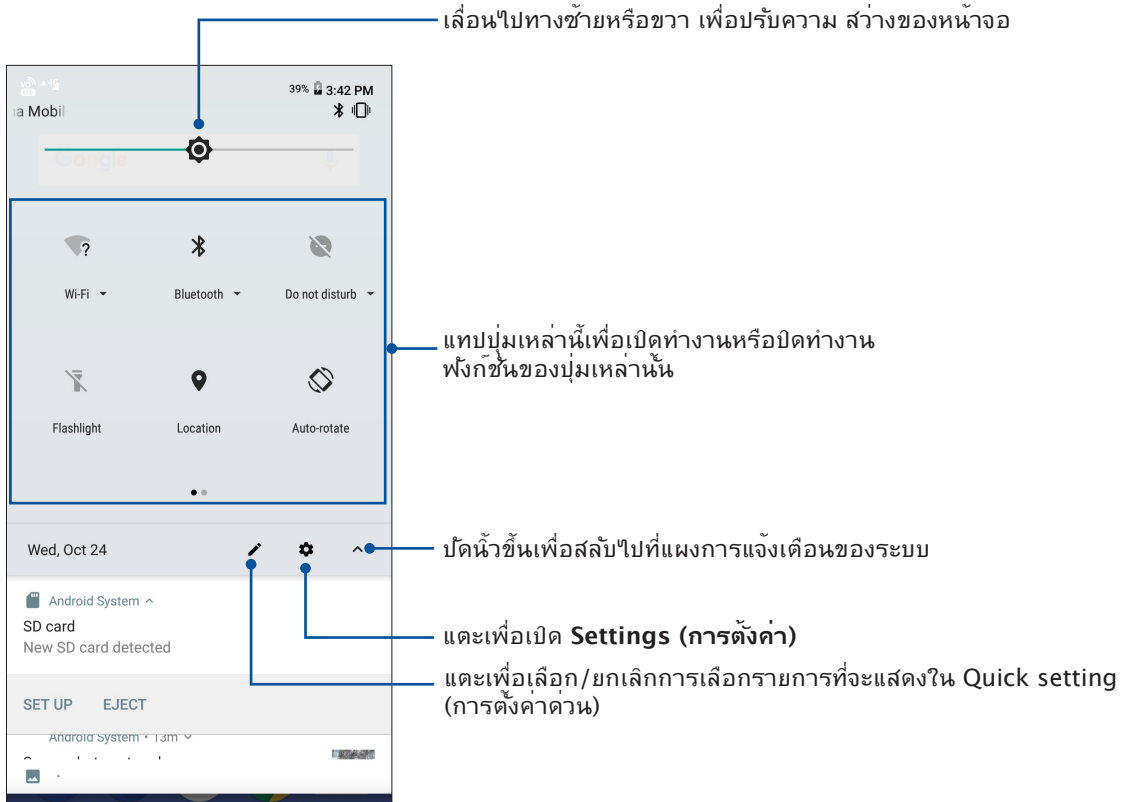 เลื่อนไปทางซ้ายหรือขวา เพื่อปรับความ สว่างของหน้าจอ
VO LTE 4G
39% 3:42 PM
na Mobil
Google
?
Wi-Fi
Bluetooth
Do not disturb
แทปปุ่มเหล่านี้เพื่อเปิดทำงานหรือปิดทำงาน
ฟังก์ชั่นของปุ่มเหล่านั้น
Flashlight
Location
Auto-rotate
Wed, Oct 24
ปัดนิ้วขึ้นเพื่อสลับไปที่แผงการแจ้งเตือนของระบบ
Android System
SD card
New SD card detected
แตะเพื่อเปิด Settings (การตั้งค่า)
แตะเพื่อเลือก/ยกเลิกการเลือกรายการที่จะแสดงใน Quick setting
(การตั้งค่าด่วน)
SET UP EJECT
Android System • 13m